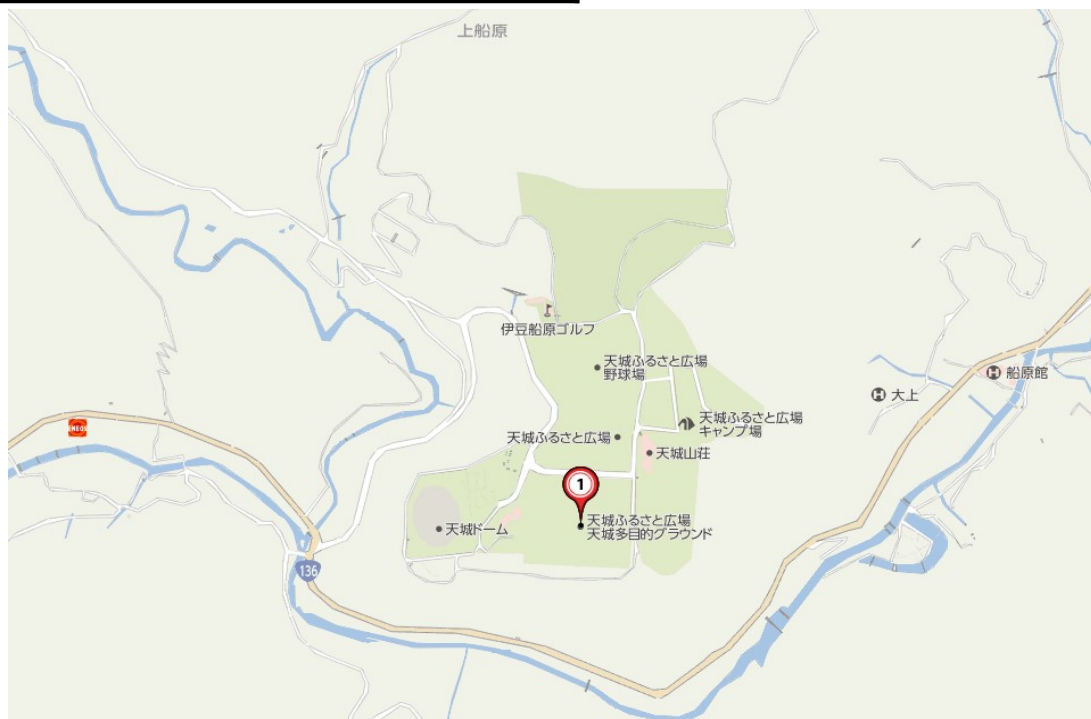 上船原
伊豆船原ゴルフ
天城ふるさと広場
野球場
船原館
大上
天城ふるさと広場
キャンプ場
ENEOS
天城ふるさと広場
天城山荘
1
天城ふるさと広場
天城多目的グラウンド
天城ドーム
136